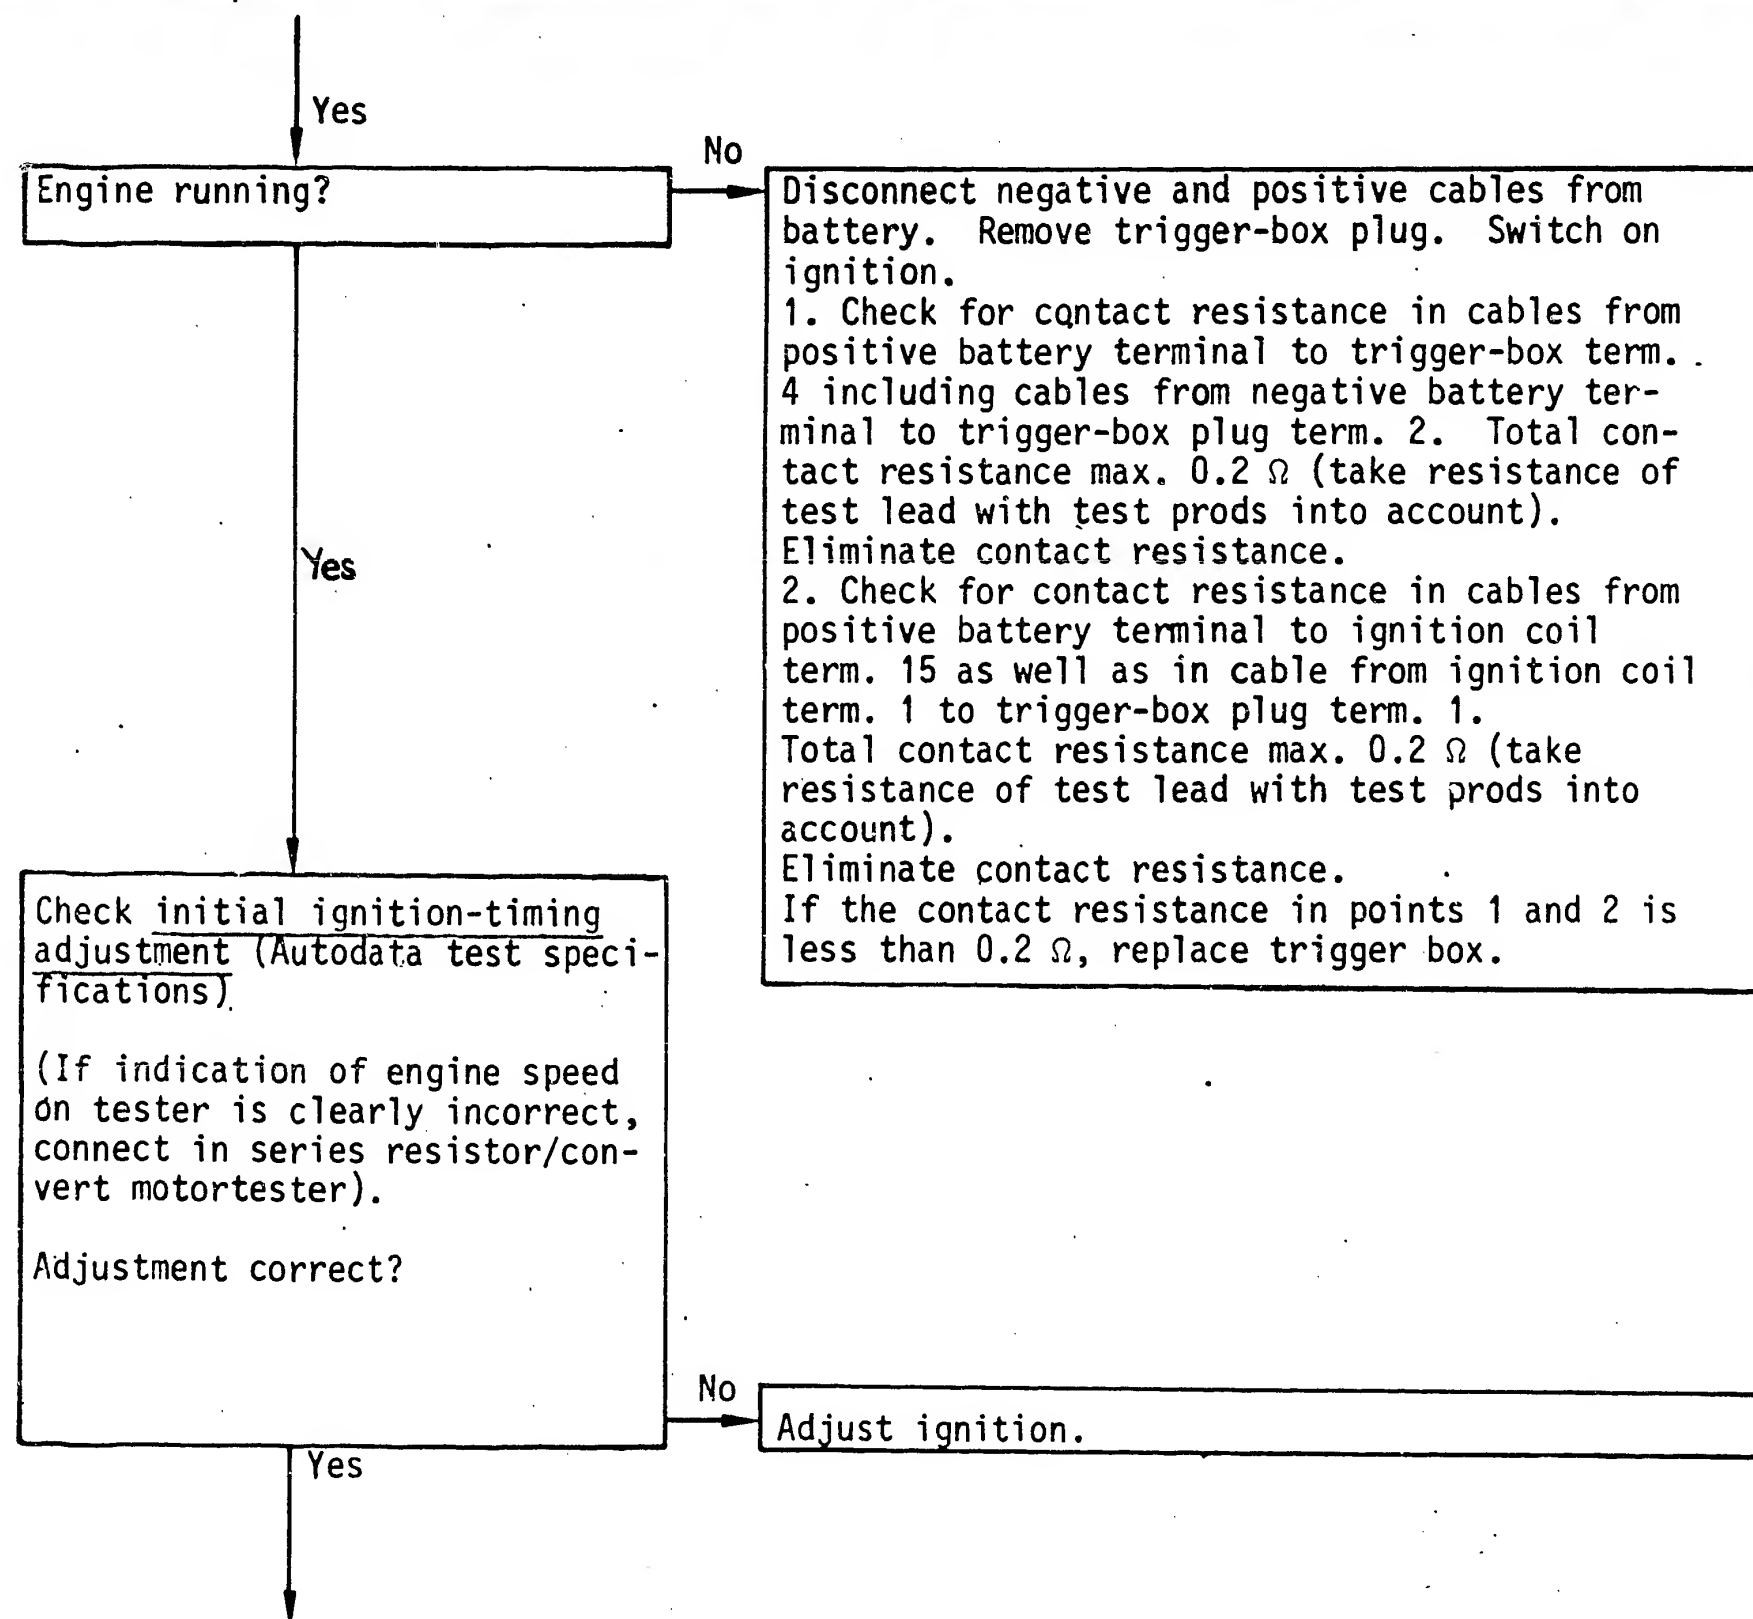 Yes
No
Engine running?
Disconnect negative and positive cables from
battery. Remove trigger-box plug. Switch on
ignition.
1. Check for contact resistance in cables from
positive battery terminal to trigger-box term.
4 including cables from negative battery ter-
minal to trigger-box plug term. 2. Total con-
tact resistance max. 0.2 Ω (take resistance of
test lead with test prods into account).
Eliminate contact resistance.
2. Check for contact resistance in cables from
positive battery terminal to ignition coil
term. 15 as well as in cable from ignition coil
term. 1 to trigger-box plug term. 1.
Total contact resistance max. 0.2 Ω (take
resistance of test lead with test prods into
account).
Eliminate contact resistance.
If the contact resistance in points 1 and 2 is
less than 0.2 Ω, replace trigger box.
Yes
Check initial ignition-timing
adjustment (Autodata test speci-
fications)
(If indication of engine speed
on tester is clearly incorrect,
connect in series resistor/con-
vert motortester).
Adjustment correct?
No
Adjust ignition.
Yes